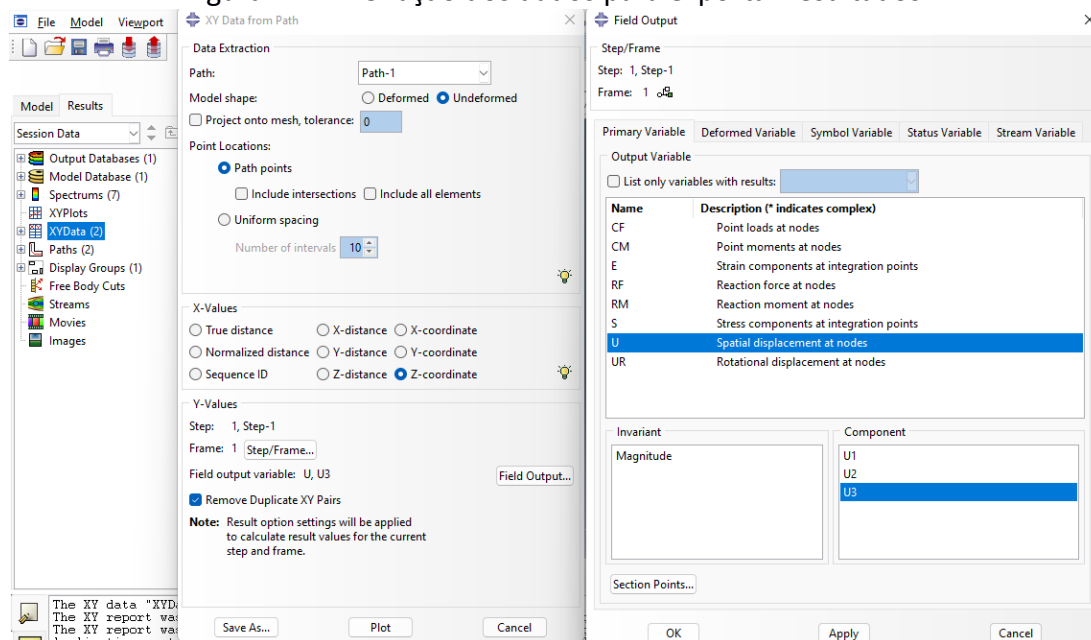 File Model Viewport
Model Results
Session Data
Output Databases (1)
Model Database (1)
Spectrums (7)
XYPlots
XYData (2)
Paths (2)
Display Groups (1)
Free Body Cuts
Streams
Movies
Images
The XY data "XYD
The XY report wa
The XY report wa
XY Data from Path
Data Extraction
Path: Path-1
Model shape: Deformed Undeformed
Project onto mesh, tolerance: 0
Point Locations:
Path points
Include intersections Include all elements
Uniform spacing
Number of intervals 10
X-Values
True distance X-distance X-coordinate
Normalized distance Y-distance Y-coordinate
Sequence ID Z-distance Z-coordinate
Y-Values
Step: 1, Step-1
Frame: 1 Step/Frame...
Field output variable: U, U3 Field Output...
Remove Duplicate XY Pairs
Note: Result option settings will be applied
to calculate result values for the current
step and frame.
Save As... Plot Cancel
Field Output
Step/Frame
Step: 1, Step-1
Frame: 1
Primary Variable Deformed Variable Symbol Variable Status Variable Stream Variable
Output Variable
List only variables with results:
Name Description (* indicates complex)
CF Point loads at nodes
CM Point moments at nodes
E Strain components at integration points
RF Reaction force at nodes
RM Reaction moment at nodes
S Stress components at integration points
U Spatial displacement at nodes
UR Rotational displacement at nodes
Invariant
Magnitude
Component
U1
U2
U3
Section Points...
OK Apply Cancel